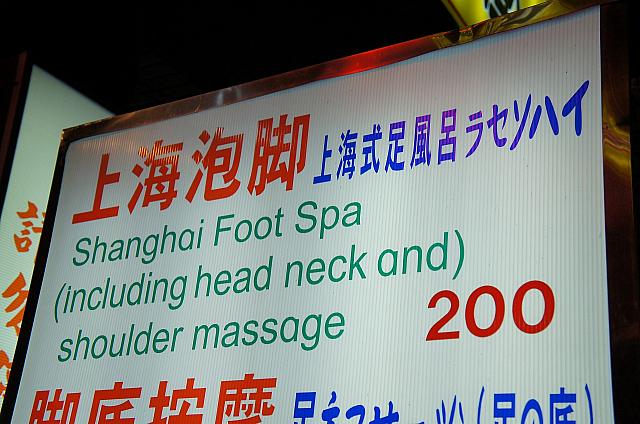 上海泡脚 上海式足風呂ラセソハイ
Shanghai Foot Spa
(including head neck and)
shoulder massage
200
脚底按摩